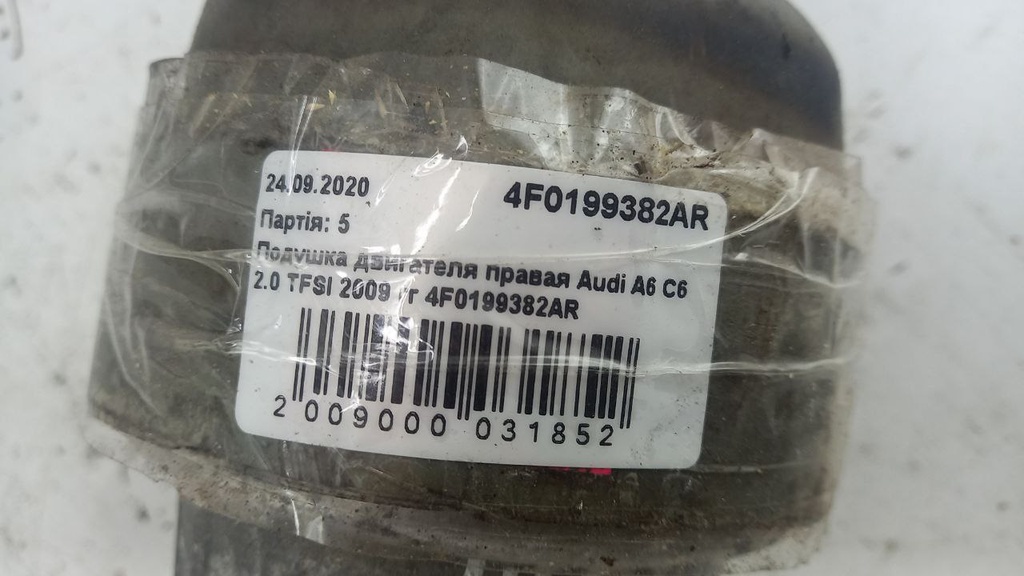 24.09.2020
4F0199382AR
Партія: 5
Подушка двигателя правая Audi A6 C6
2.0 TFSI 2009 г 4F0199382AR
2 009000 031852